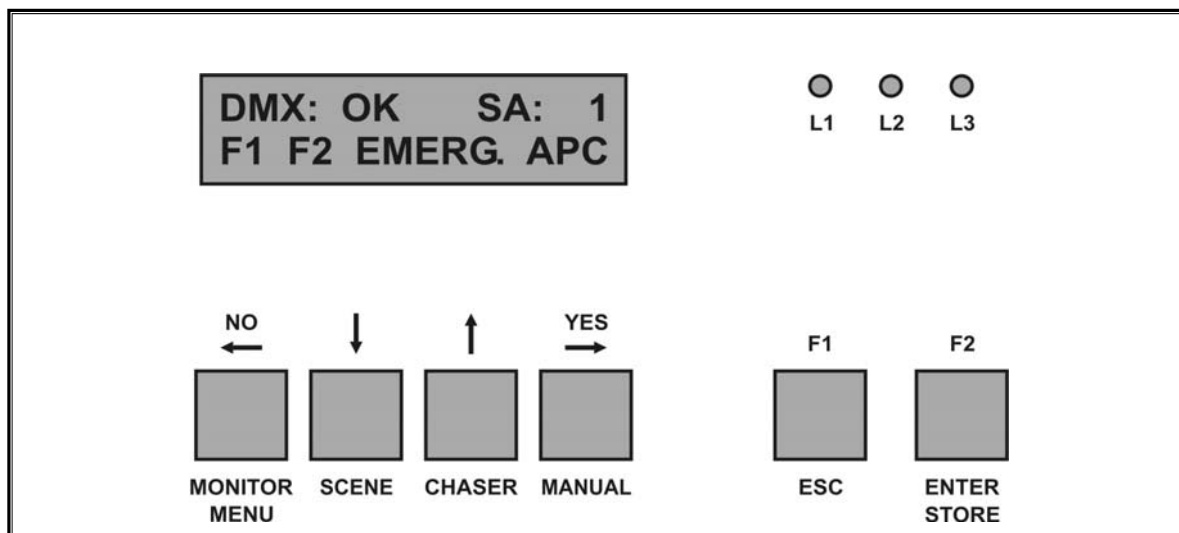 DMX: OK SA: 1
F1 F2 EMERG. APC
L1 L2 L3
NO YES
F1 F2
MONITOR MENU
SCENE
CHASER
MANUAL
ESC
ENTER STORE